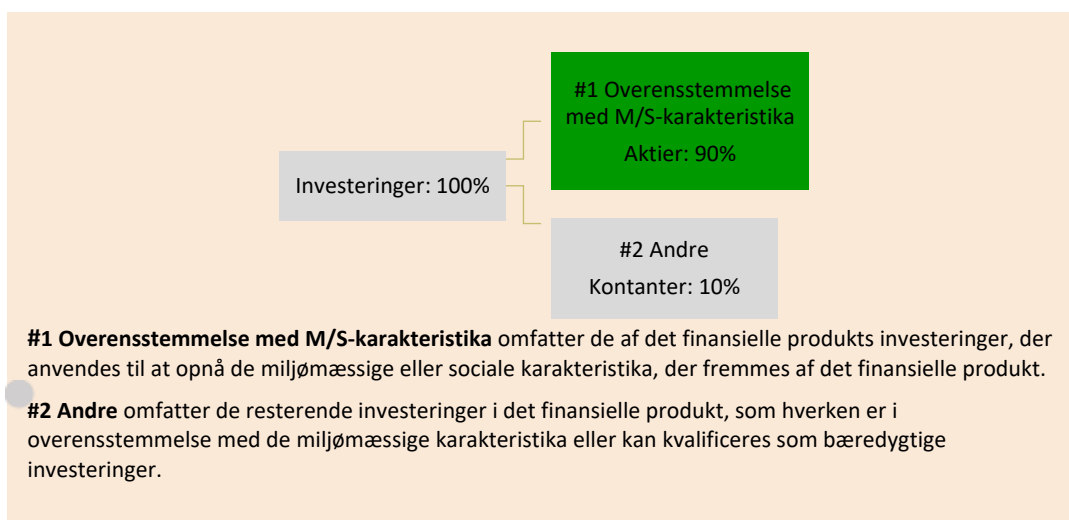 #1 Overensstemmelse
med M/S-karakteristika
Aktier: 90%
Investeringer: 100%
#2 Andre
Kontanter: 10%
#1 Overensstemmelse med M/S-karakteristika omfatter de af det finansielle produkts investeringer, der
anvendes til at opnå de miljømæssige eller sociale karakteristika, der fremmes af det finansielle produkt.
#2 Andre omfatter de resterende investeringer i det finansielle produkt, som hverken er i
overensstemmelse med de miljømæssige karakteristika eller kan kvalificeres som bæredygtige
investeringer.